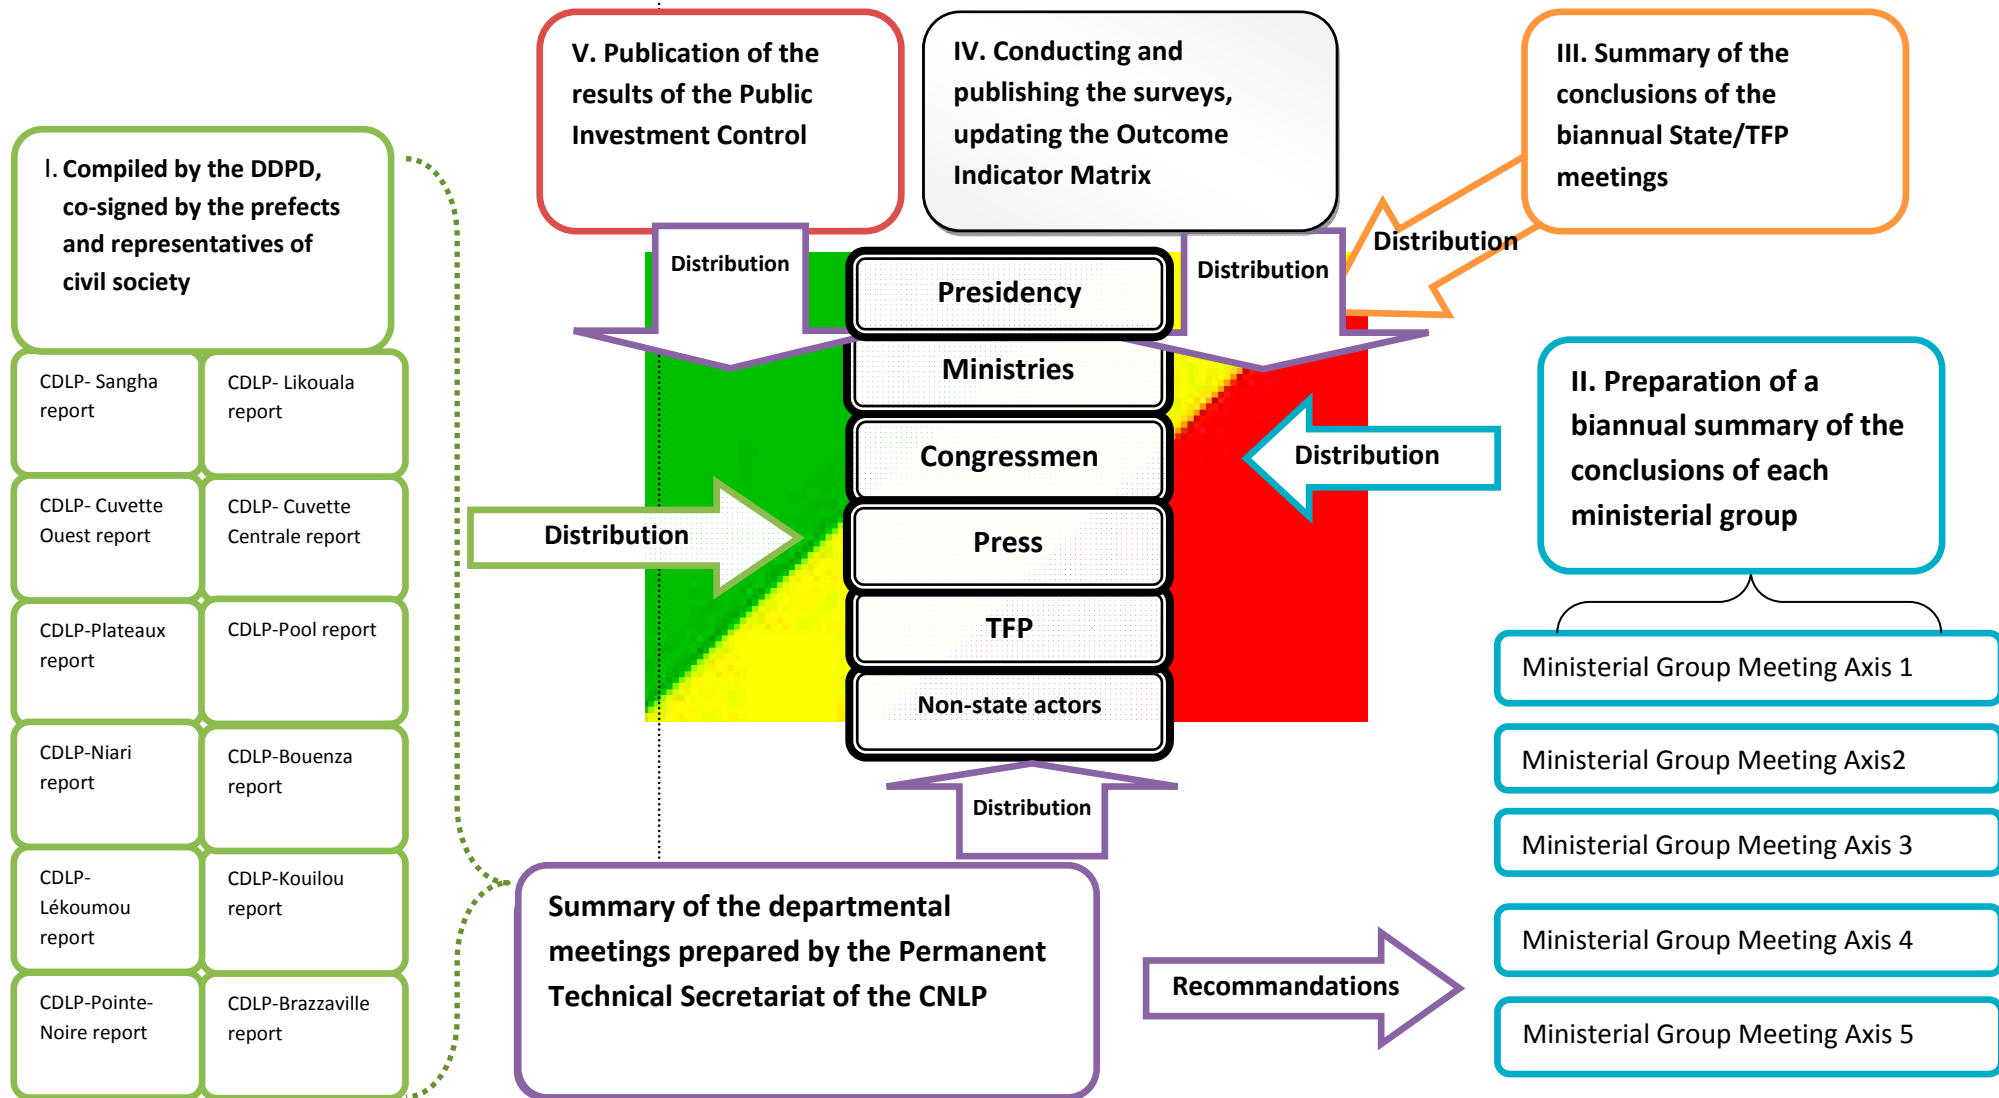 V. Publication of the
results of the Public
Investment Control
IV. Conducting and
publishing the surveys,
updating the Outcome
Indicator Matrix
III. Summary of the
conclusions of the
biannual State/TFP
meetings
I. Compiled by the DDPD,
co-signed by the prefects
and representatives of
civil society
CDLP- Sangha
report
CDLP- Likouala
report
CDLP- Cuvette
Ouest report
CDLP- Cuvette
Centrale report
CDLP-Plateaux
report
CDLP-Pool report
CDLP-Niari
report
CDLP-Bouenza
report
CDLP-
Lékoumou
report
CDLP-Kouilou
report
CDLP-Pointe-
Noire report
CDLP-Brazzaville
report
Distribution
Distribution
Distribution
Distribution
Distribution
Distribution
Presidency
Ministries
Congressmen
Press
TFP
Non-state actors
II. Preparation of a
biannual summary of the
conclusions of each
ministerial group
Ministerial Group Meeting Axis 1
Ministerial Group Meeting Axis2
Ministerial Group Meeting Axis 3
Ministerial Group Meeting Axis 4
Ministerial Group Meeting Axis 5
Summary of the departmental
meetings prepared by the Permanent
Technical Secretariat of the CNLP
Recommandations